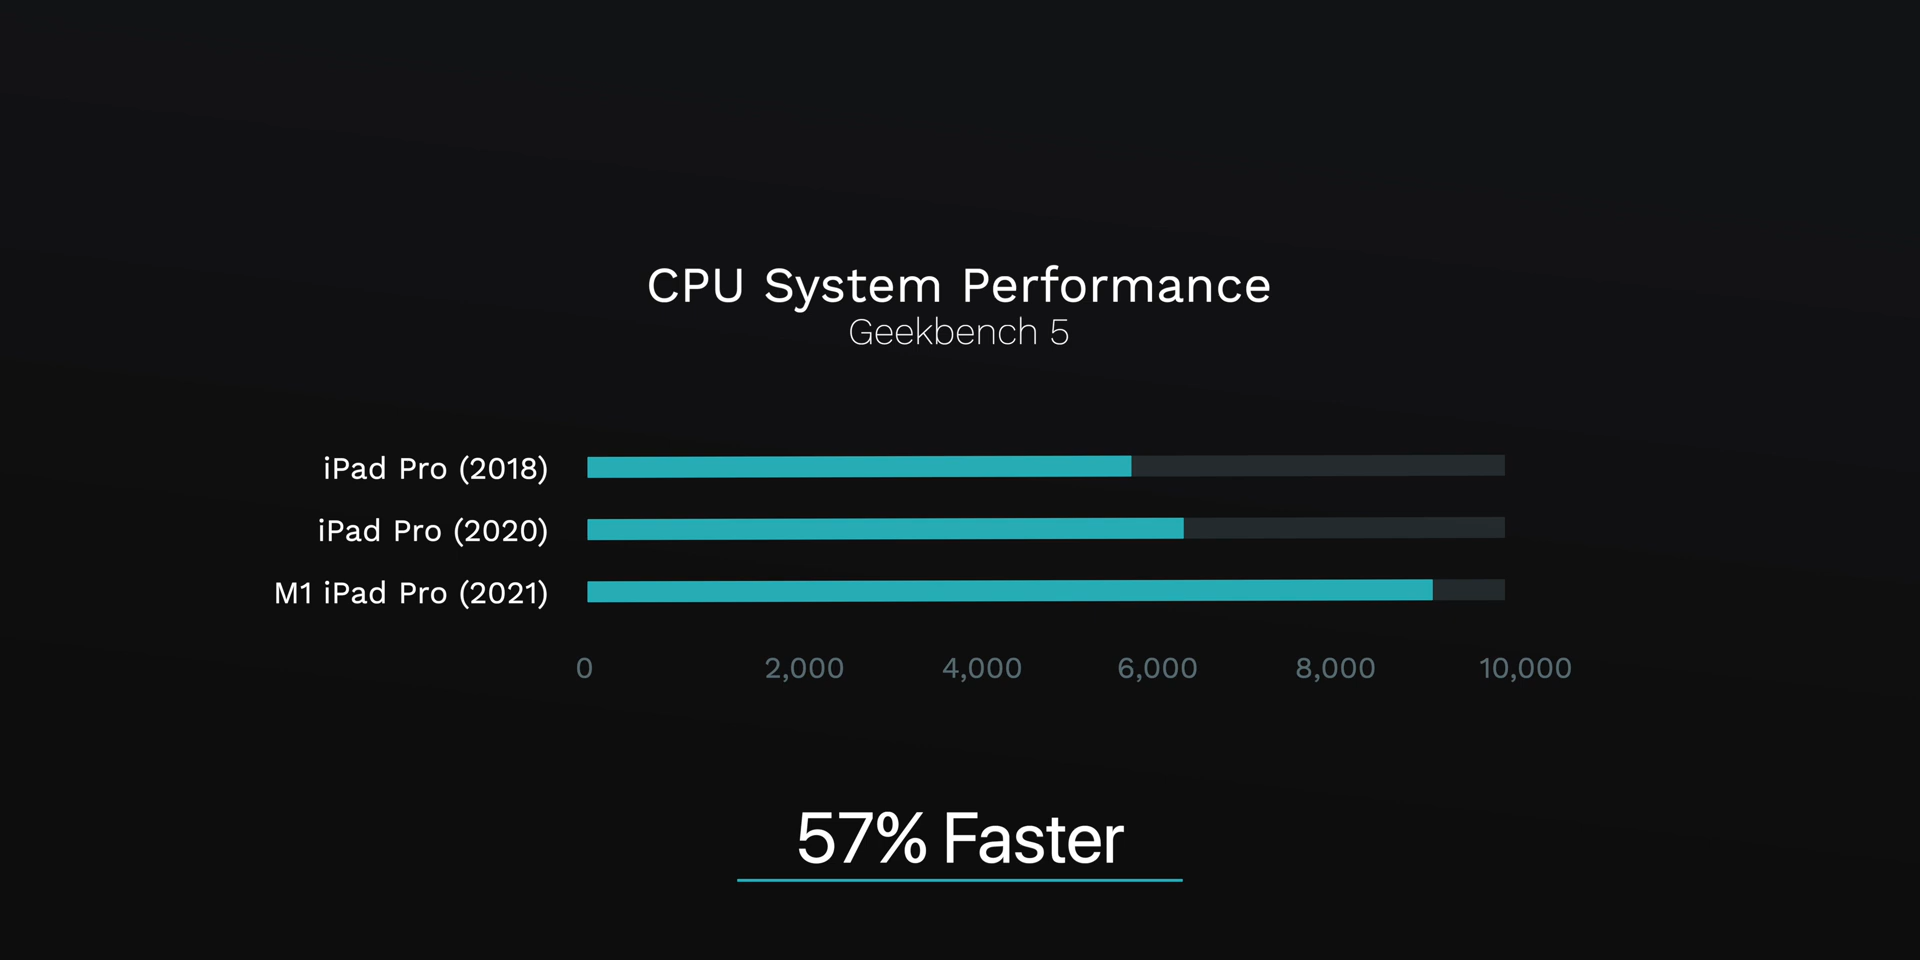 CPU System Performance
Geekbench 5
iPad Pro (2018)
iPad Pro (2020)
M1 iPad Pro (2021)
0 2,000 4,000 6,000 8,000 10,000
57% Faster